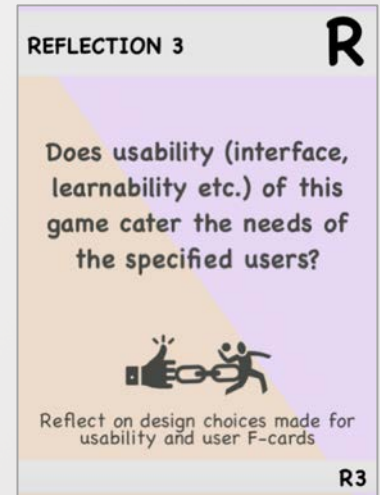 REFLECTION 3
R
Does usability (interface,
learnability etc.) of this
game cater the needs of
the specified users?
Reflect on design choices made for
usability and user F-cards
R3